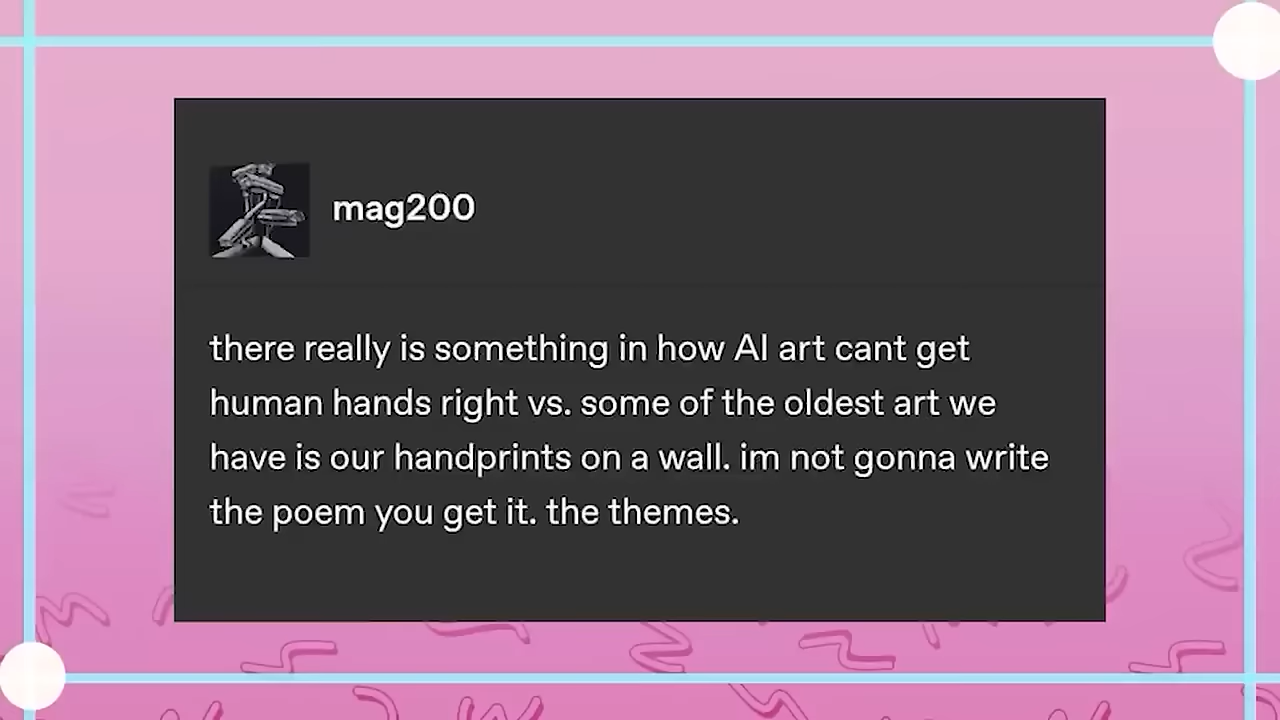 mag200
there really is something in how AI art cant get
human hands right vs. some of the oldest art we
have is our handprints on a wall. im not gonna write
the poem you get it. the themes.